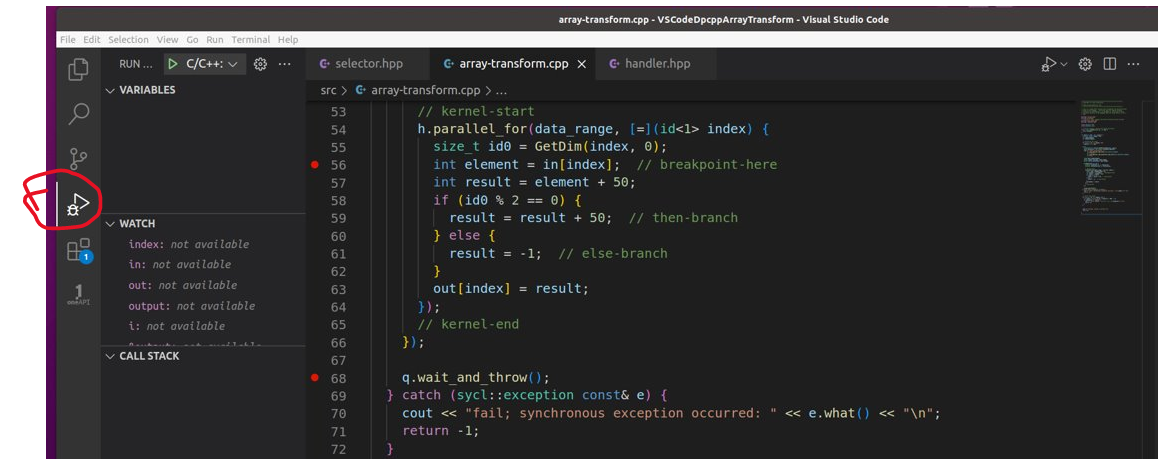 array-transform.cpp - VSCodeDpcppArrayTransform - Visual Studio Code
File Edit Selection View Go Run Terminal Help
RUN ... C/C++: ...
selector.hpp array-transform.cpp handler.hpp
VARIABLES
WATCH
index: not available
in: not available
out: not available
output: not available
i: not available
CALL STACK
1
1
oneAPI
src > array-transform.cpp > ...
53 // kernel-start
54 h.parallel_for(data_range, [=](id<1> index) {
55 size_t id0 = GetDim(index, 0);
56 int element = in[index]; // breakpoint-here
57 int result = element + 50;
58 if (id0 % 2 == 0) {
59 result = result + 50; // then-branch
60 } else {
61 result = -1; // else-branch
62 }
63 out[index] = result;
64 });
65 // kernel-end
66 });
67
68 q.wait_and_throw();
69 } catch (sycl::exception const& e) {
70 cout << "fail; synchronous exception occurred: " << e.what() << "\n";
71 return -1;
72 }